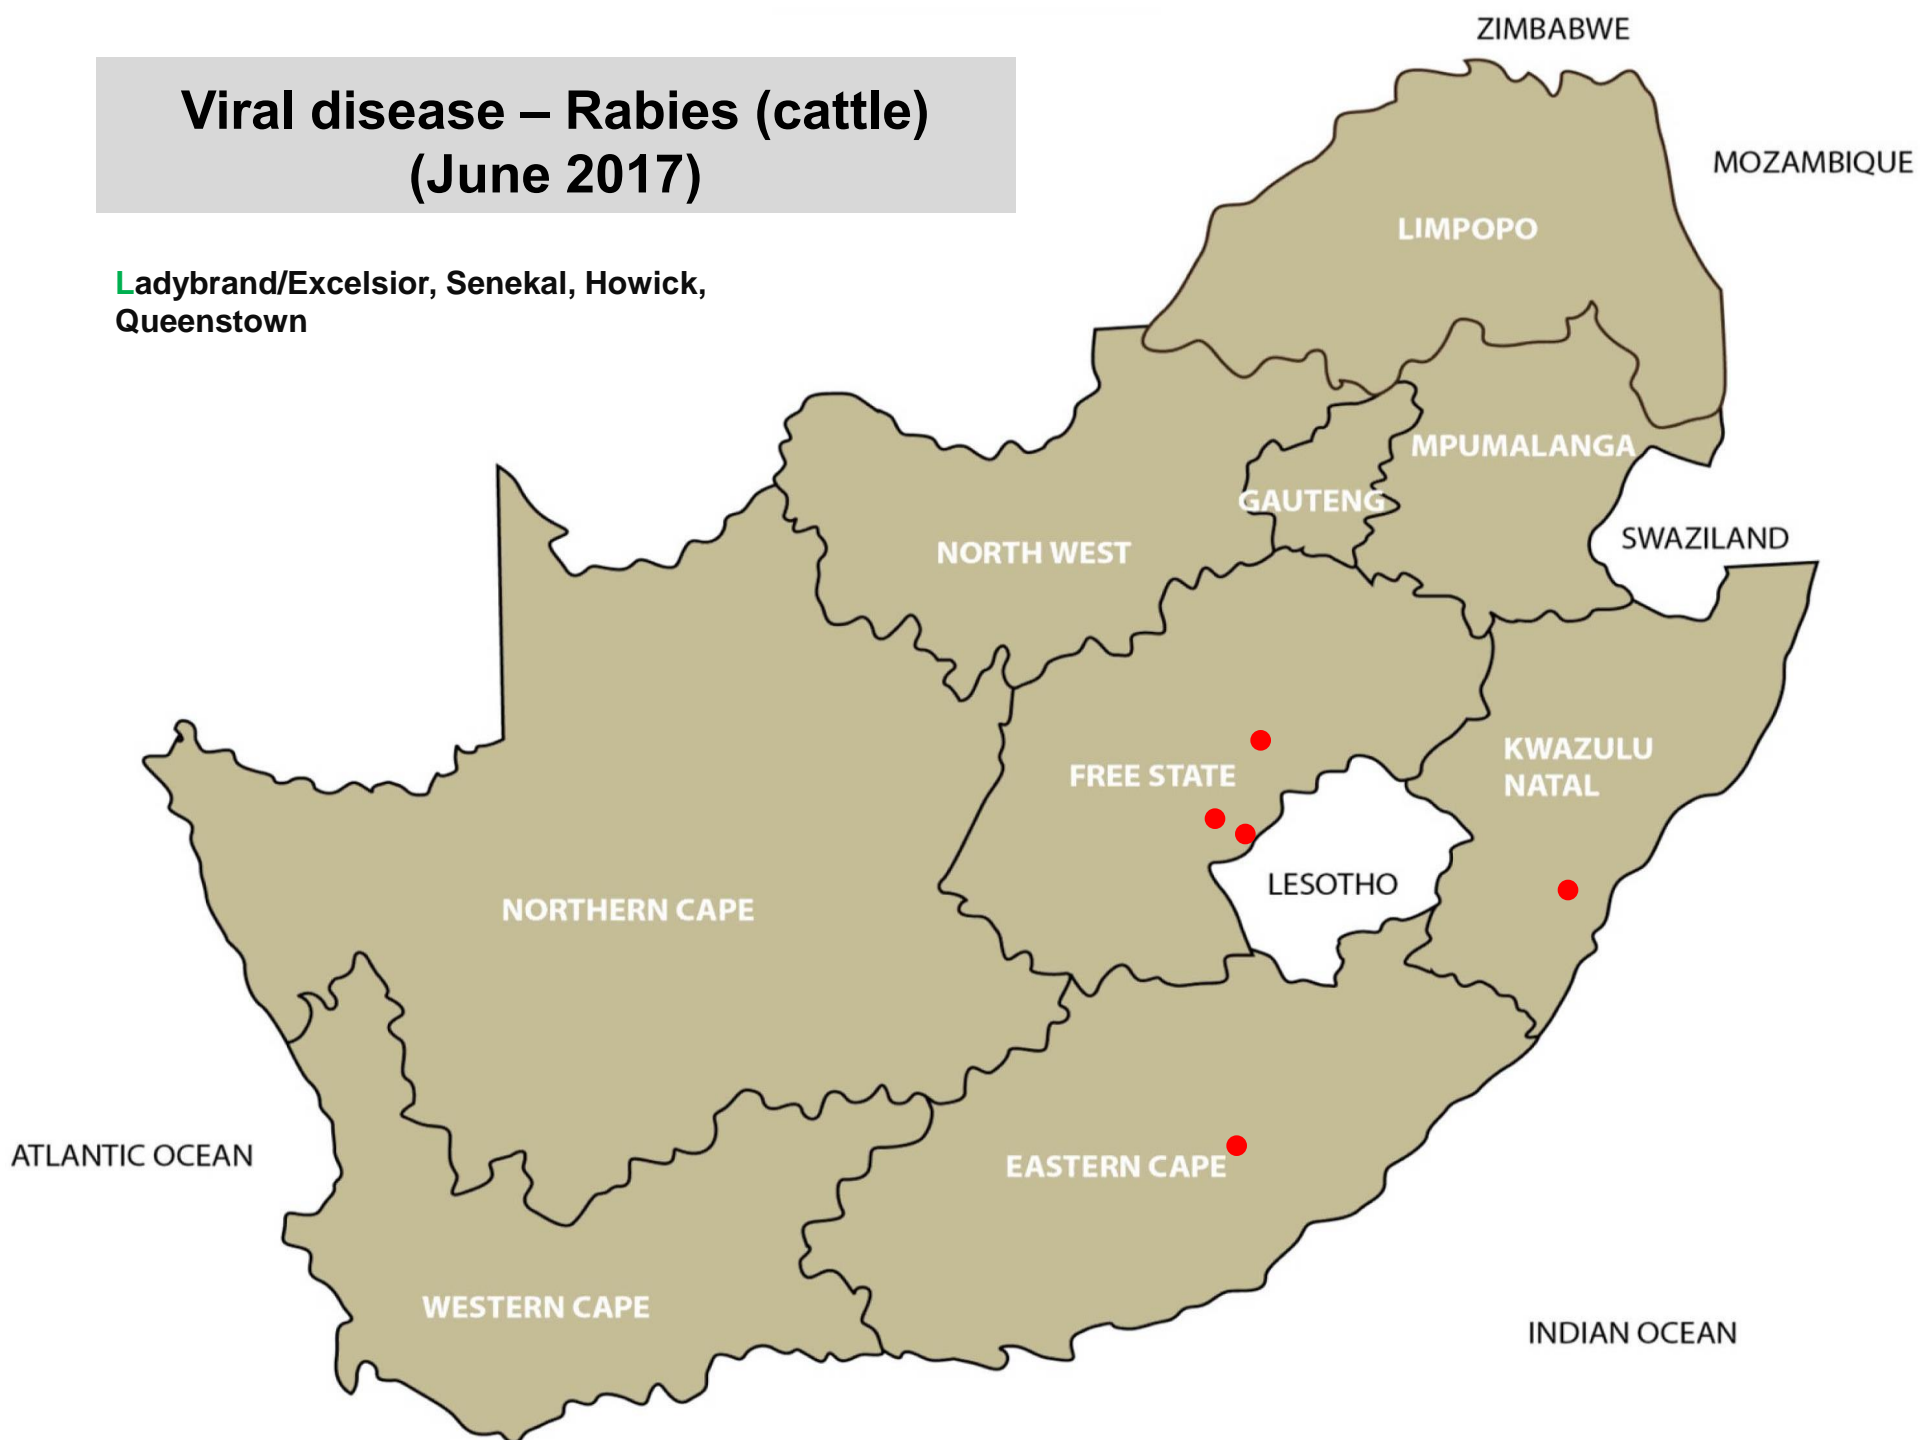 Viral disease – Rabies (cattle)
(June 2017)
Ladybrand/Excelsior, Senekal, Howick,
Queenstown
ZIMBABWE
MOZAMBIQUE
LIMPOPO
MPUMALANGA
GAUTENG
SWAZILAND
NORTH WEST
KWAZULU
NATAL
FREE STATE
LESOTHO
NORTHERN CAPE
ATLANTIC OCEAN
EASTERN CAPE
WESTERN CAPE
INDIAN OCEAN